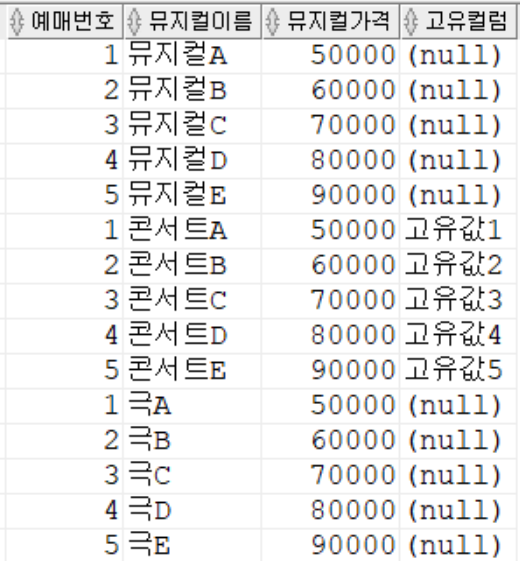 예매번호 뮤지컬이름 뮤지컬가격 고유컬럼
1 뮤지컬A 50000 (null)
2 뮤지컬B 60000 (null)
3 뮤지컬C 70000 (null)
4 뮤지컬D 80000 (null)
5 뮤지컬E 90000 (null)
1 콘서트A 50000 고유값1
2 콘서트B 60000 고유값2
3 콘서트C 70000 고유값3
4 콘서트D 80000 고유값4
5 콘서트E 90000 고유값5
1 극A 50000 (null)
2 극B 60000 (null)
3 극C 70000 (null)
4 극D 80000 (null)
5 극E 90000 (null)